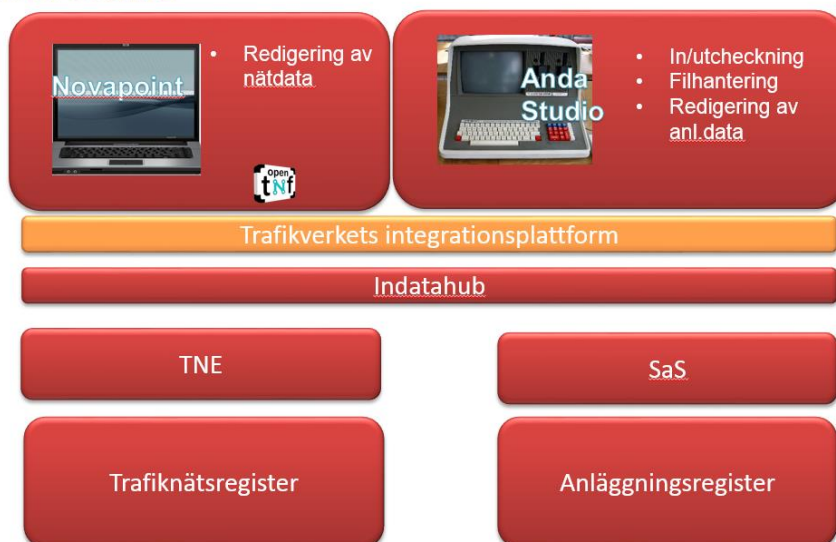 Novapoint
Redigering av
nätdata
open
tNf
Anda
Studio
In/utcheckning
Filhantering
Redigering av
anl.data
Trafikverkets integrationsplattform
Indatahub
TNE
SaS
Trafiknätsregister
Anläggningsregister